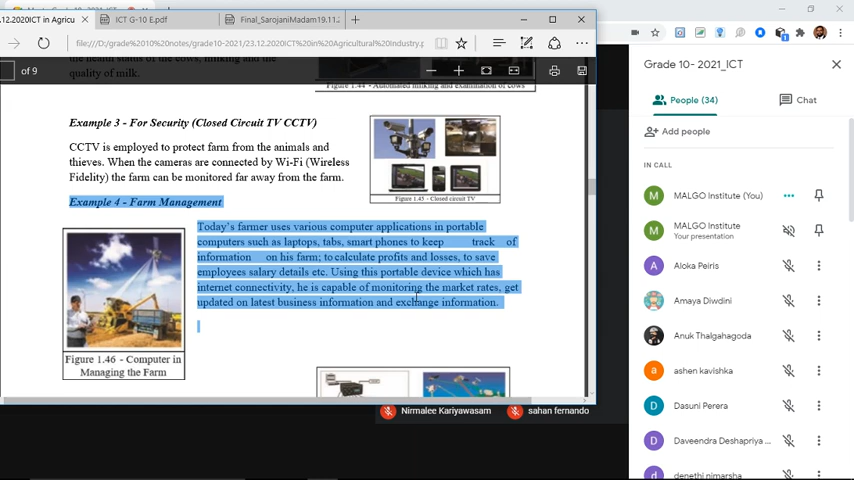 .12.2020ICT in Agricu
ICT G-10 E.pdf
Final_SarojaniMadam19.11.2
file:///D:/grade%2010%20notes/grade10-2021/23.12.2020ICT%20in%20Agricultural%20Industry.p
of 9
the health status of the cows, milking and the
quality of milk.
Figure 1.44 - Automated milking and examination of cows
Example 3 - For Security (Closed Circuit TV CCTV)
CCTV is employed to protect farm from the animals and
thieves. When the cameras are connected by Wi-Fi (Wireless
Fidelity) the farm can be monitored far away from the farm.
Figure 1.45 - Closed circuit TV
Example 4 - Farm Management
Today's farmer uses various computer applications in portable
computers such as laptops, tabs, smart phones to keep track of
information on his farm; to calculate profits and losses, to save
employees salary details etc. Using this portable device which has
internet connectivity, he is capable of monitoring the market rates, get
updated on latest business information and exchange information.
Figure 1.46 - Computer in
Managing the Farm
Nirmalee Kariyawasam
sahan fernando
Grade 10- 2021_ICT
People (34)
Chat
Add people
IN CALL
M
MALGO Institute (You)
M
MALGO Institute
Your presentation
A
Aloka Peiris
Amaya Diwdini
Anuk Thalgahagoda
a
ashen kavishka
D
Dasuni Perera
D
Daveendra Deshapriya ...
d
denethi nimarsha